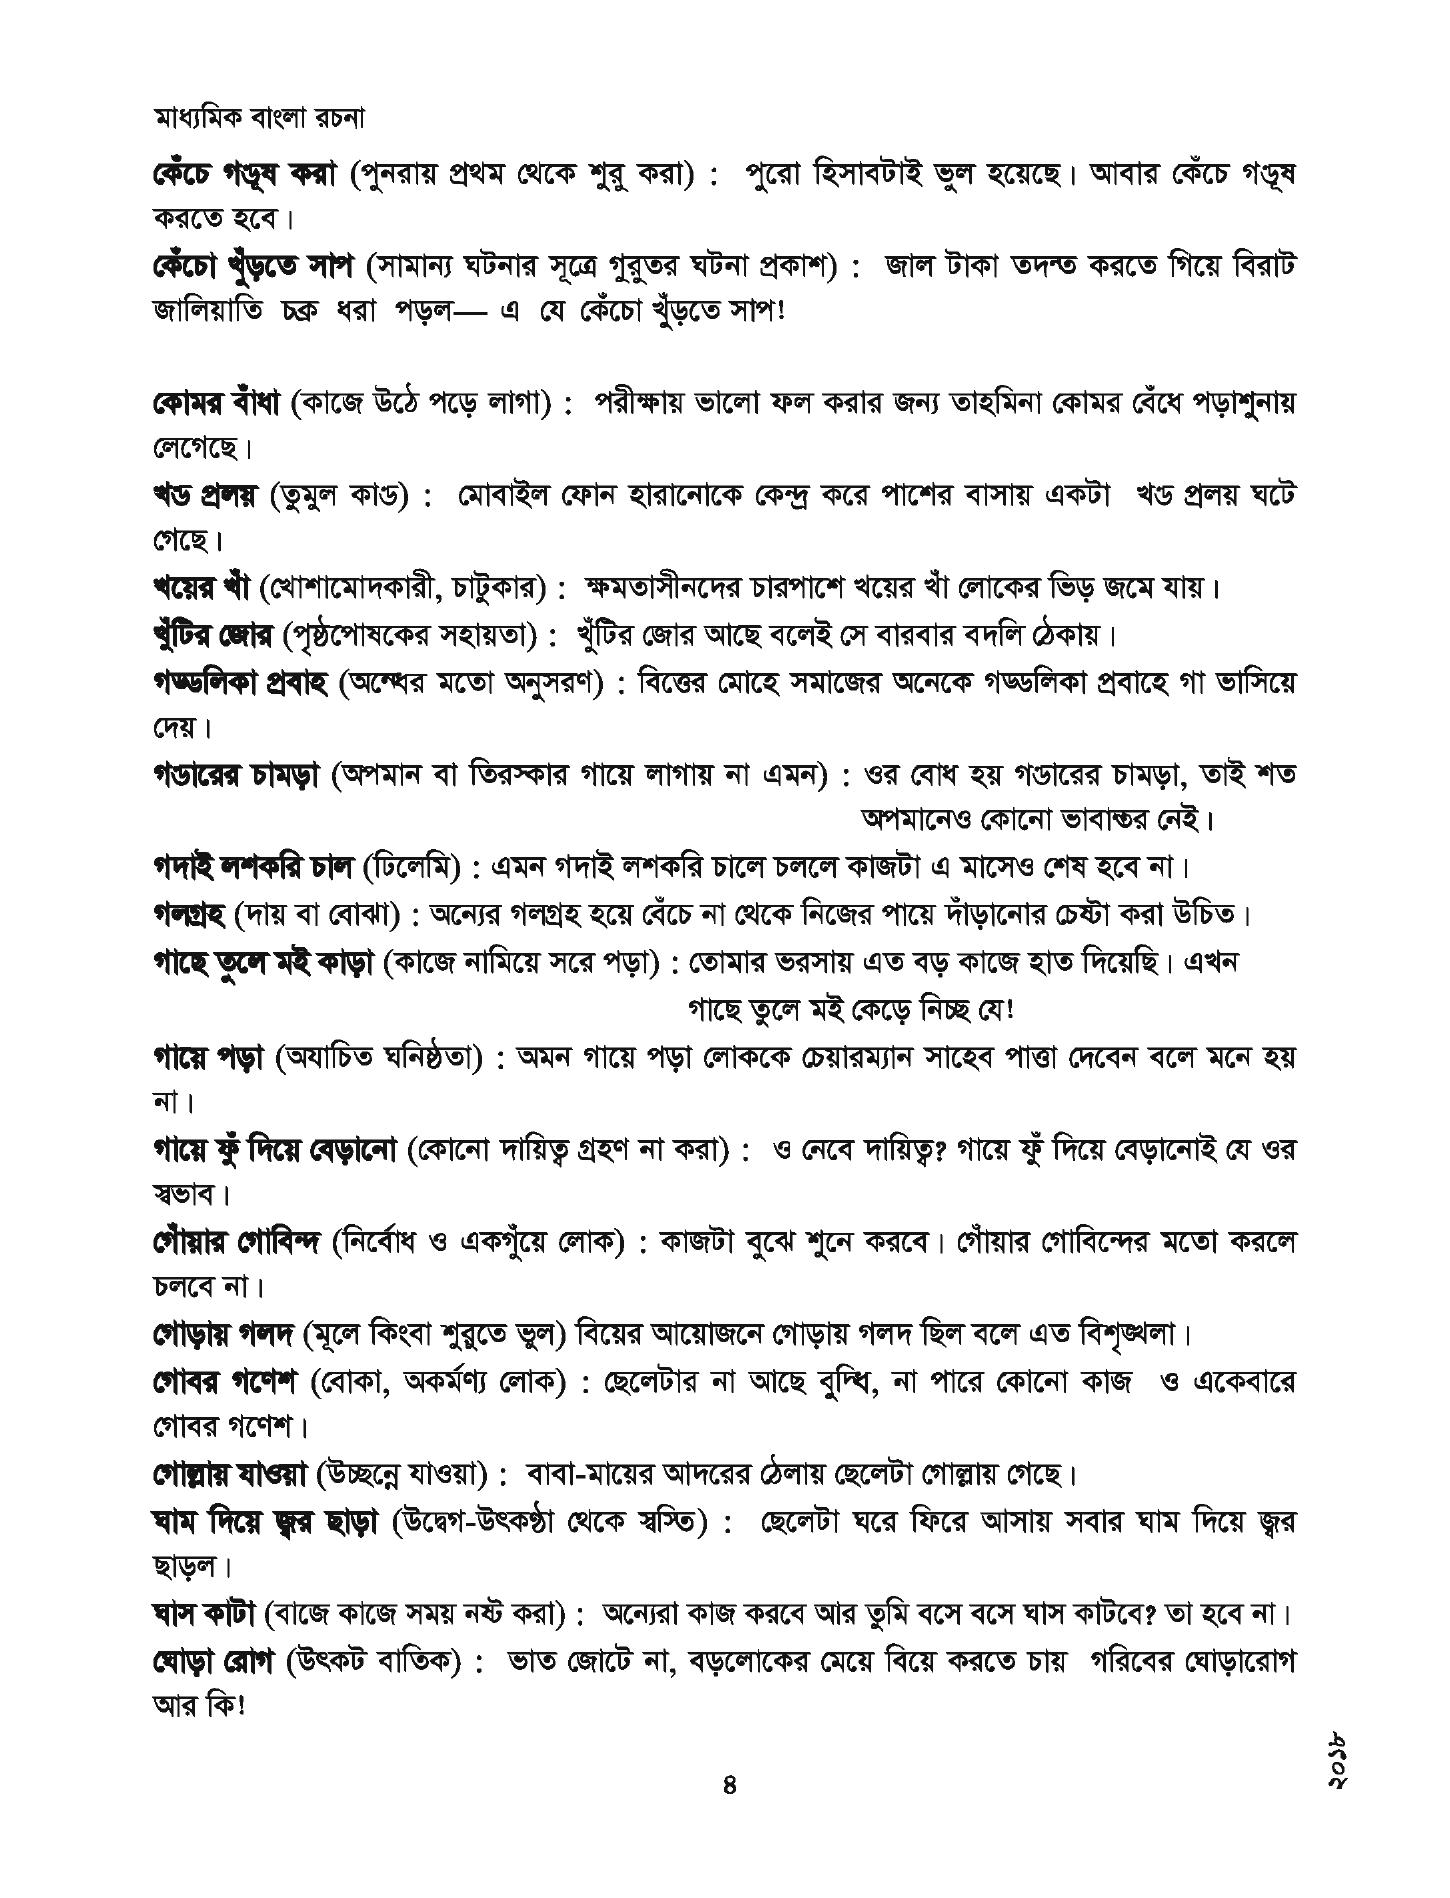 মাধ্যমিক বাংলা রচনা
কেঁচে গণ্ডূষ করা (পুনরায় প্রথম থেকে শুরু করা) : পুরো হিসাবটাই ভুল হয়েছে। আবার কেঁচে গণ্ডূষ
করতে হবে।
কেঁচো খুঁড়তে সাপ (সামান্য ঘটনার সূত্রে গুরুতর ঘটনা প্রকাশ) : জাল টাকা তদন্ত করতে গিয়ে বিরাট
জালিয়াতি চক্র ধরা পড়ল— এ যে কেঁচো খুঁড়তে সাপ!
কোমর বাঁধা (কাজে উঠে পড়ে লাগা) : পরীক্ষায় ভালো ফল করার জন্য তাহমিনা কোমর বেঁধে পড়াশুনায়
লেগেছে।
খণ্ড প্রলয় (তুমুল কাণ্ড) : মোবাইল ফোন হারানোকে কেন্দ্র করে পাশের বাসায় একটা খণ্ড প্রলয় ঘটে
গেছে।
খয়ের খাঁ (খোশামোদকারী, চাটুকার) : ক্ষমতাসীনদের চারপাশে খয়ের খাঁ লোকের ভিড় জমে যায়।
খুঁটির জোর (পৃষ্ঠপোষকের সহায়তা) : খুঁটির জোর আছে বলেই সে বারবার বদলি ঠেকায়।
গড্ডলিকা প্রবাহ (অন্ধের মতো অনুসরণ) : বিত্তের মোহে সমাজের অনেকে গড্ডলিকা প্রবাহে গা ভাসিয়ে
দেয়।
গণ্ডারের চামড়া (অপমান বা তিরস্কার গায়ে লাগায় না এমন) : ওর বোধ হয় গণ্ডারের চামড়া, তাই শত
অপমানেও কোনো ভাবান্তর নেই।
গদাই লশকরি চাল (ঢিলেমি) : এমন গদাই লশকরি চালে চললে কাজটা এ মাসেও শেষ হবে না।
গলগ্রহ (দায় বা বোঝা) : অন্যের গলগ্রহ হয়ে বেঁচে না থেকে নিজের পায়ে দাঁড়ানোর চেষ্টা করা উচিত।
গাছে তুলে মই কাড়া (কাজে নামিয়ে সরে পড়া) : তোমার ভরসায় এত বড় কাজে হাত দিয়েছি। এখন
গাছে তুলে মই কেড়ে নিচ্ছ যে!
গায়ে পড়া (অযাচিত ঘনিষ্ঠতা) : অমন গায়ে পড়া লোককে চেয়ারম্যান সাহেব পাত্তা দেবেন বলে মনে হয়
না।
গায়ে ফুঁ দিয়ে বেড়ানো (কোনো দায়িত্ব গ্রহণ না করা) : ও নেবে দায়িত্ব? গায়ে ফুঁ দিয়ে বেড়ানোই যে ওর
স্বভাব।
গোঁয়ার গোবিন্দ (নির্বোধ ও একগুঁয়ে লোক) : কাজটা বুঝে শুনে করবে। গোঁয়ার গোবিন্দের মতো করলে
চলবে না।
গোড়ায় গলদ (মূলে কিংবা শুরুতে ভুল) বিয়ের আয়োজনে গোড়ায় গলদ ছিল বলে এত বিশৃঙ্খলা।
গোবর গণেশ (বোকা, অকর্মণ্য লোক) : ছেলেটার না আছে বুদ্ধি, না পারে কোনো কাজ ও একেবারে
গোবর গণেশ।
গোল্লায় যাওয়া (উচ্ছন্নে যাওয়া) : বাবা-মায়ের আদরের ঠেলায় ছেলেটা গোল্লায় গেছে।
ঘাম দিয়ে জ্বর ছাড়া (উদ্বেগ-উৎকণ্ঠা থেকে স্বস্তি) : ছেলেটা ঘরে ফিরে আসায় সবার ঘাম দিয়ে জ্বর
ছাড়ল।
ঘাস কাটা (বাজে কাজে সময় নষ্ট করা) : অন্যেরা কাজ করবে আর তুমি বসে বসে ঘাস কাটবে? তা হবে না।
ঘোড়া রোগ (উৎকট বাতিক) : ভাত জোটে না, বড়লোকের মেয়ে বিয়ে করতে চায় গরিবের ঘোড়ারোগ
আর কি!
৪
২০১৮